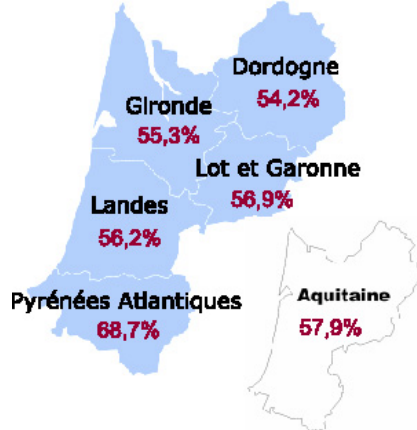 Dordogne
54,2%
Gironde
55,3%
Lot et Garonne
56,9%
Landes
56,2%
Pyrénées Atlantiques
68,7%
Aquitaine
57,9%